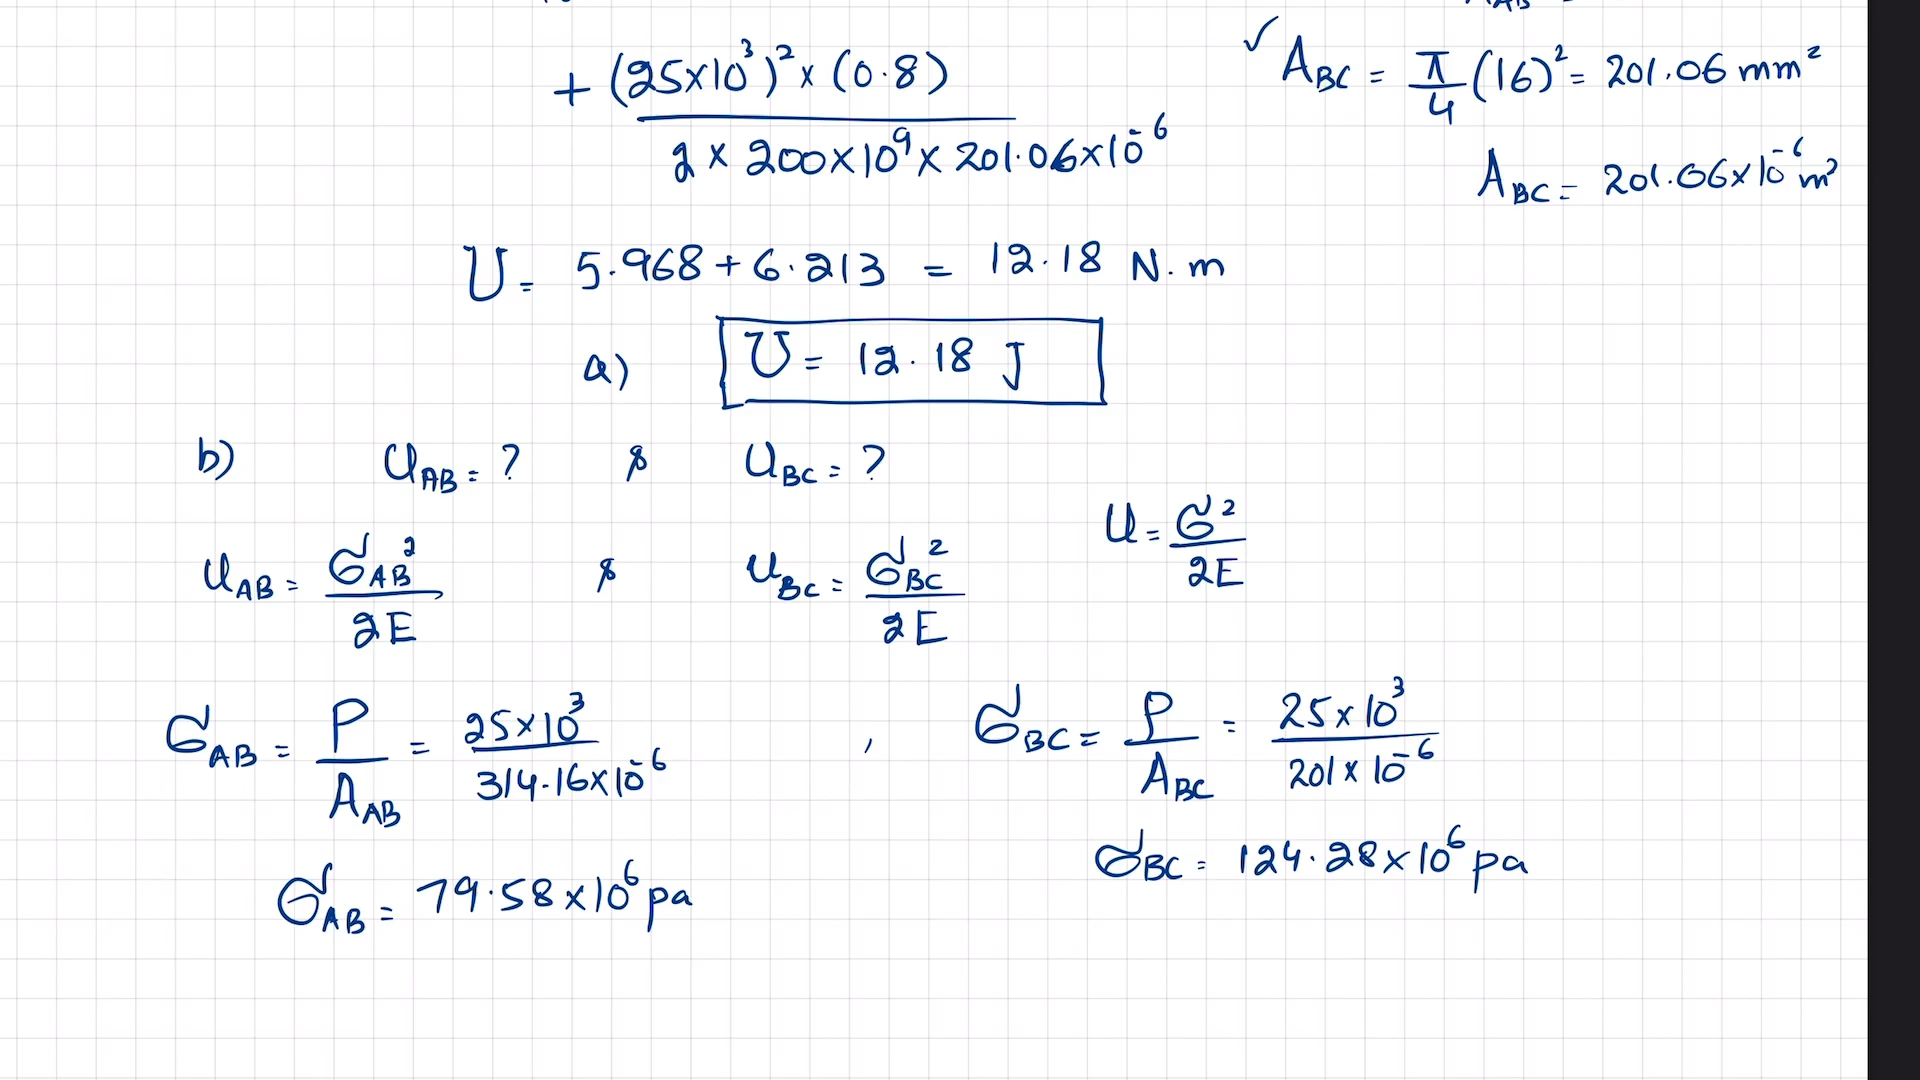 + (25×10³)² × (0.8)
2 × 200×10⁹ × 201.06×10⁻⁶
✓ A_BC = π/4 (16)² = 201.06 mm²
A_BC = 201.06×10⁻⁶ m²
U = 5.968 + 6.213 = 12.18 N.m
a) U = 12.18 J
b) u_AB = ? & u_BC = ?
u = σ²/2E
u_AB = σ_AB²/2E & u_BC = σ_BC²/2E
σ_AB = P/A_AB = 25×10³/314.16×10⁻⁶ , σ_BC = P/A_BC = 25×10³/201×10⁻⁶
σ_AB = 79.58×10⁶ pa
σ_BC = 124.28×10⁶ pa